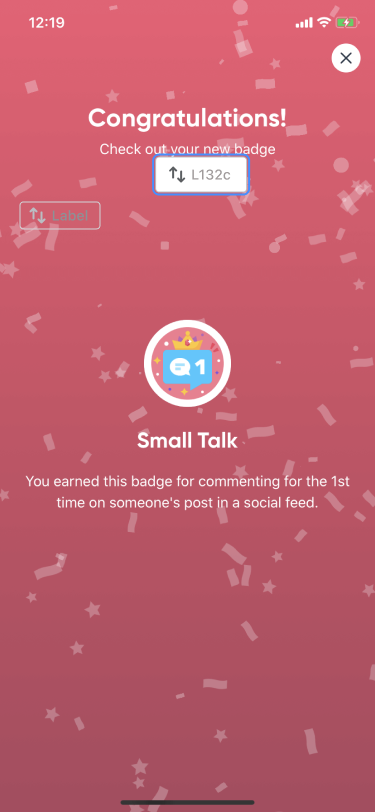 12:19
Congratulations!
Check out your new badge
L132c
Label
1
Small Talk
You earned this badge for commenting for the 1st
time on someone's post in a social feed.